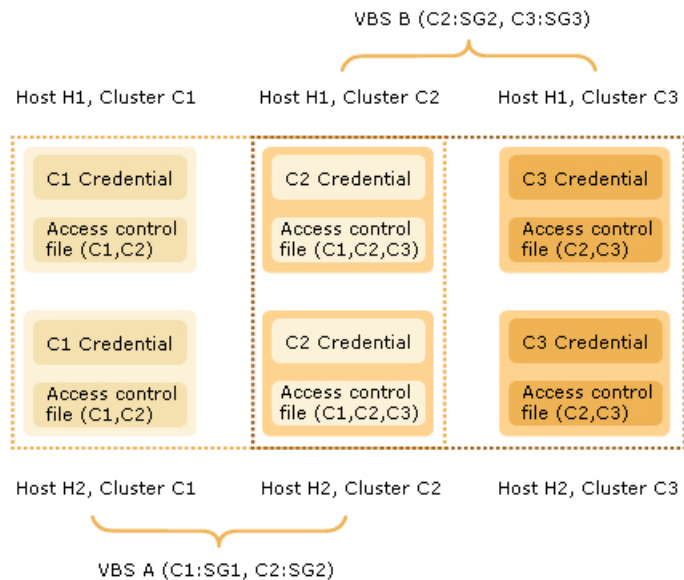 VBS B (C2:SG2, C3:SG3)
Host H1, Cluster C1
Host H1, Cluster C2
Host H1, Cluster C3
C1 Credential
C2 Credential
C3 Credential
Access control
file (C1,C2)
Access control
file (C1,C2,C3)
Access control
file (C2,C3)
C1 Credential
C2 Credential
C3 Credential
Access control
file (C1,C2)
Access control
file (C1,C2,C3)
Access control
file (C2,C3)
Host H2, Cluster C1
Host H2, Cluster C2
Host H2, Cluster C3
VBS A (C1:SG1, C2:SG2)